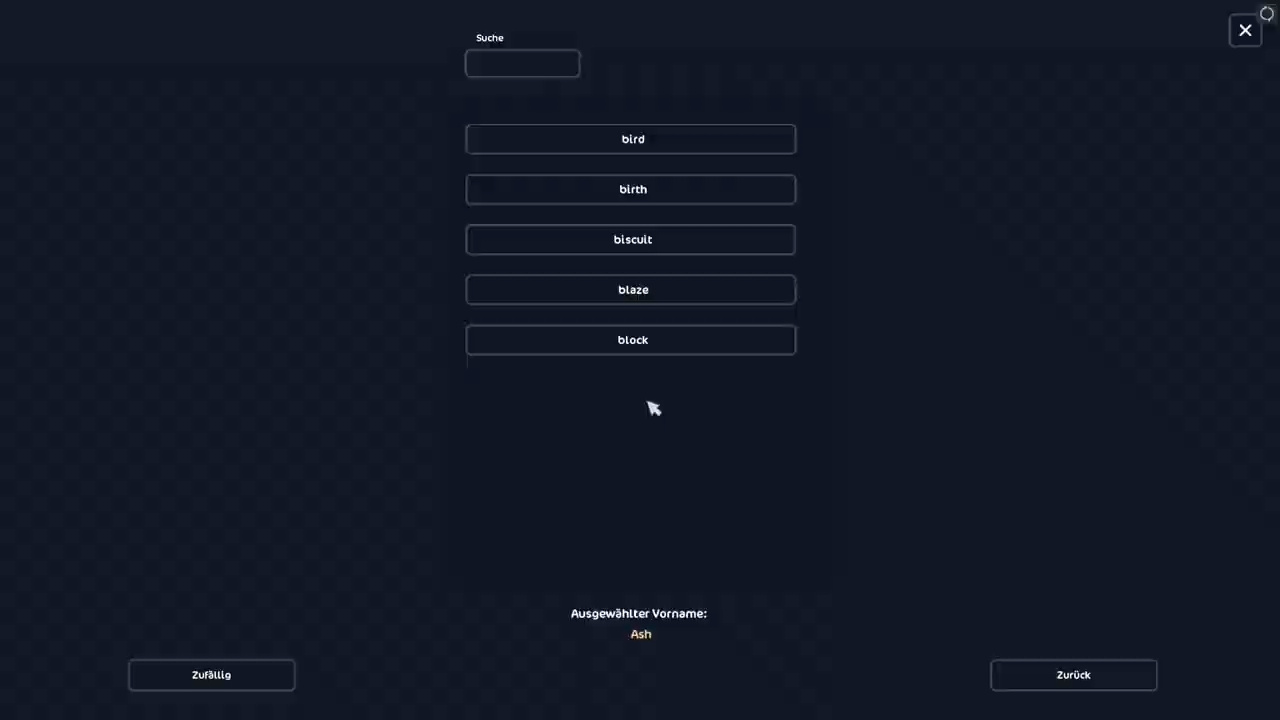 Suche
bird
birth
biscuit
blaze
block
Ausgewählter Vorname:
Ash
Zufällig
Zurück